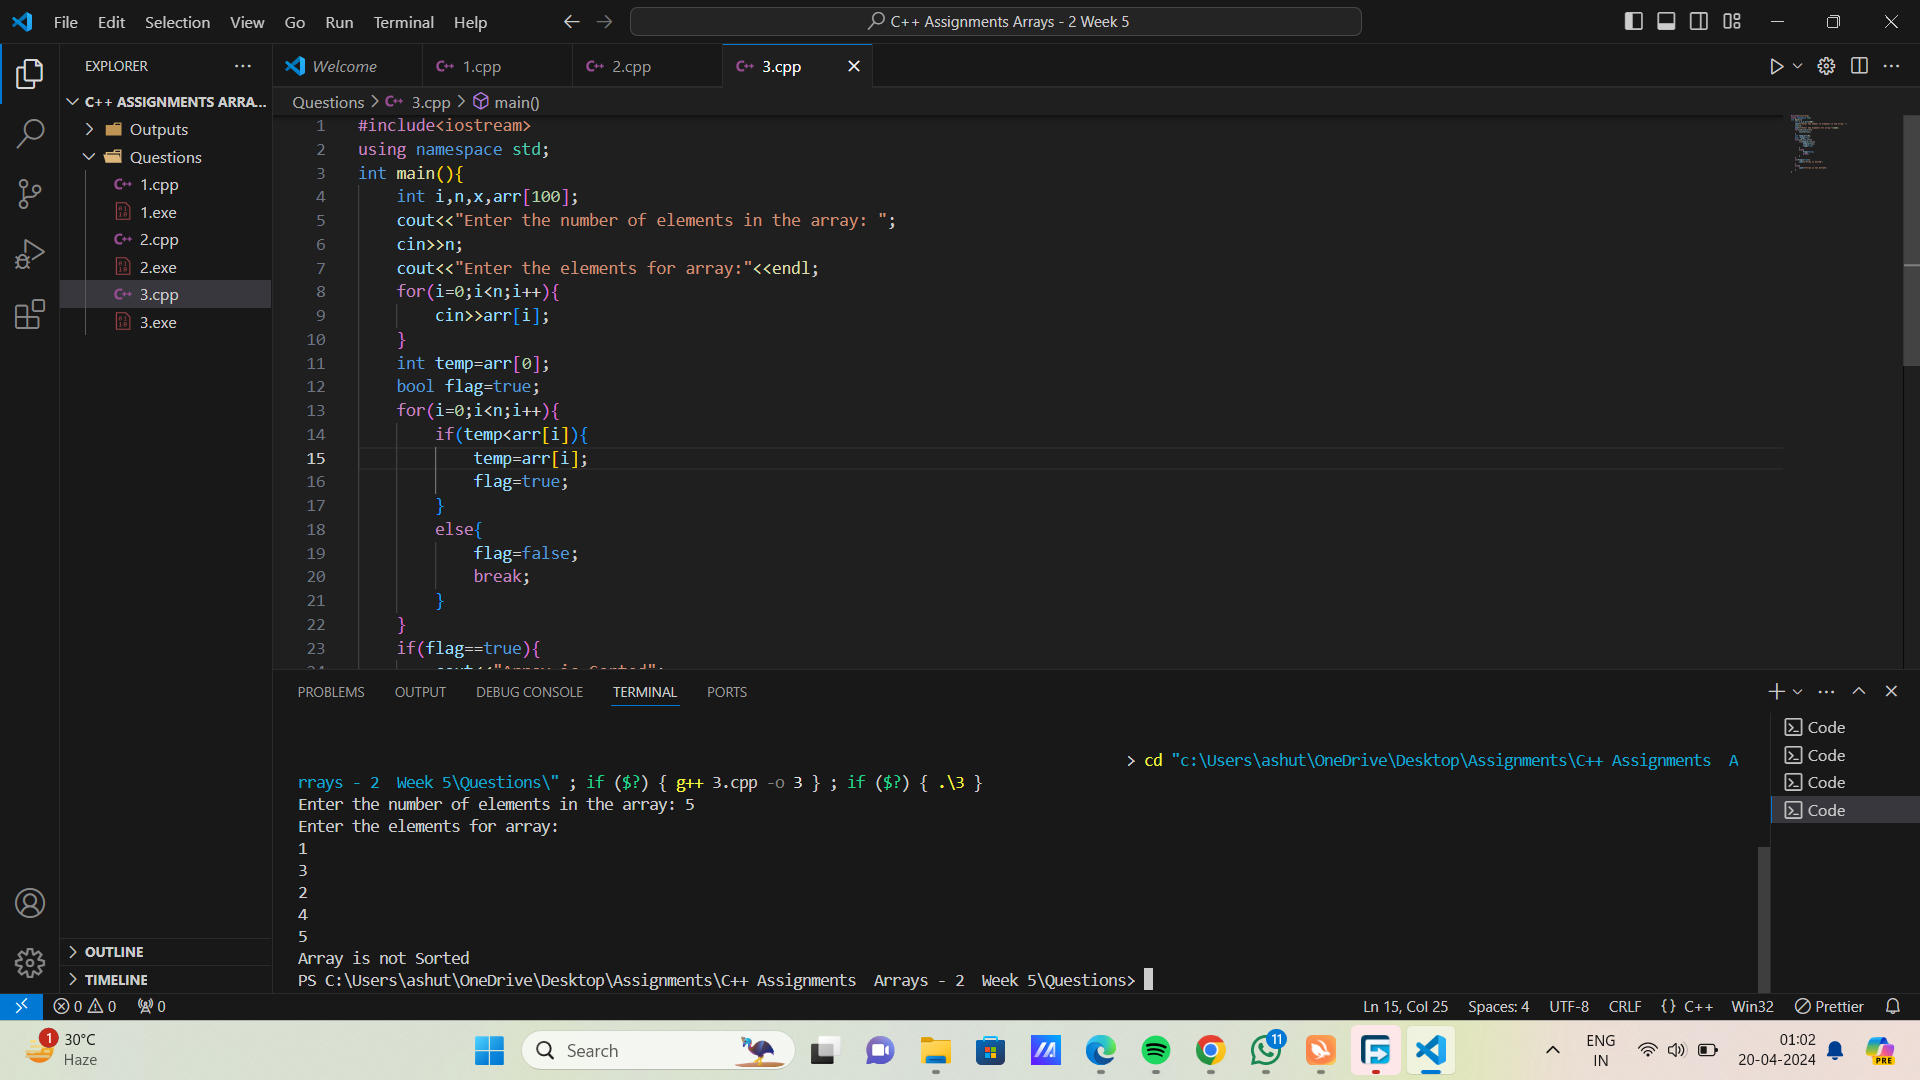 File Edit Selection View Go Run Terminal Help
C++ Assignments Arrays - 2 Week 5
EXPLORER
Welcome
1.cpp
2.cpp
3.cpp
C++ ASSIGNMENTS ARRA...
Outputs
Questions
1.cpp
1.exe
2.cpp
2.exe
3.cpp
3.exe
OUTLINE
TIMELINE
Questions > 3.cpp > main()
1 #include<iostream>
2 using namespace std;
3 int main(){
4 int i,n,x,arr[100];
5 cout<<"Enter the number of elements in the array: ";
6 cin>>n;
7 cout<<"Enter the elements for array:"<<endl;
8 for(i=0;i<n;i++){
9 cin>>arr[i];
10 }
11 int temp=arr[0];
12 bool flag=true;
13 for(i=0;i<n;i++){
14 if(temp<arr[i]){
15 temp=arr[i];
16 flag=true;
17 }
18 else{
19 flag=false;
20 break;
21 }
22 }
23 if(flag==true){
24 cout<<"Array is Sorted";
PROBLEMS OUTPUT DEBUG CONSOLE TERMINAL PORTS
> cd "c:\Users\ashut\OneDrive\Desktop\Assignments\C++ Assignments  A
rrays - 2  Week 5\Questions\" ; if ($?) { g++ 3.cpp -o 3 } ; if ($?) { .\3 }
Enter the number of elements in the array: 5
Enter the elements for array:
1
3
2
4
5
Array is not Sorted
PS C:\Users\ashut\OneDrive\Desktop\Assignments\C++ Assignments  Arrays - 2  Week 5\Questions>
Code
Code
Code
Code
0 0 0
Ln 15, Col 25 Spaces: 4 UTF-8 CRLF {} C++ Win32 Prettier
1
30°C
Haze
Search
11
ENG
IN
01:02
20-04-2024
PRE